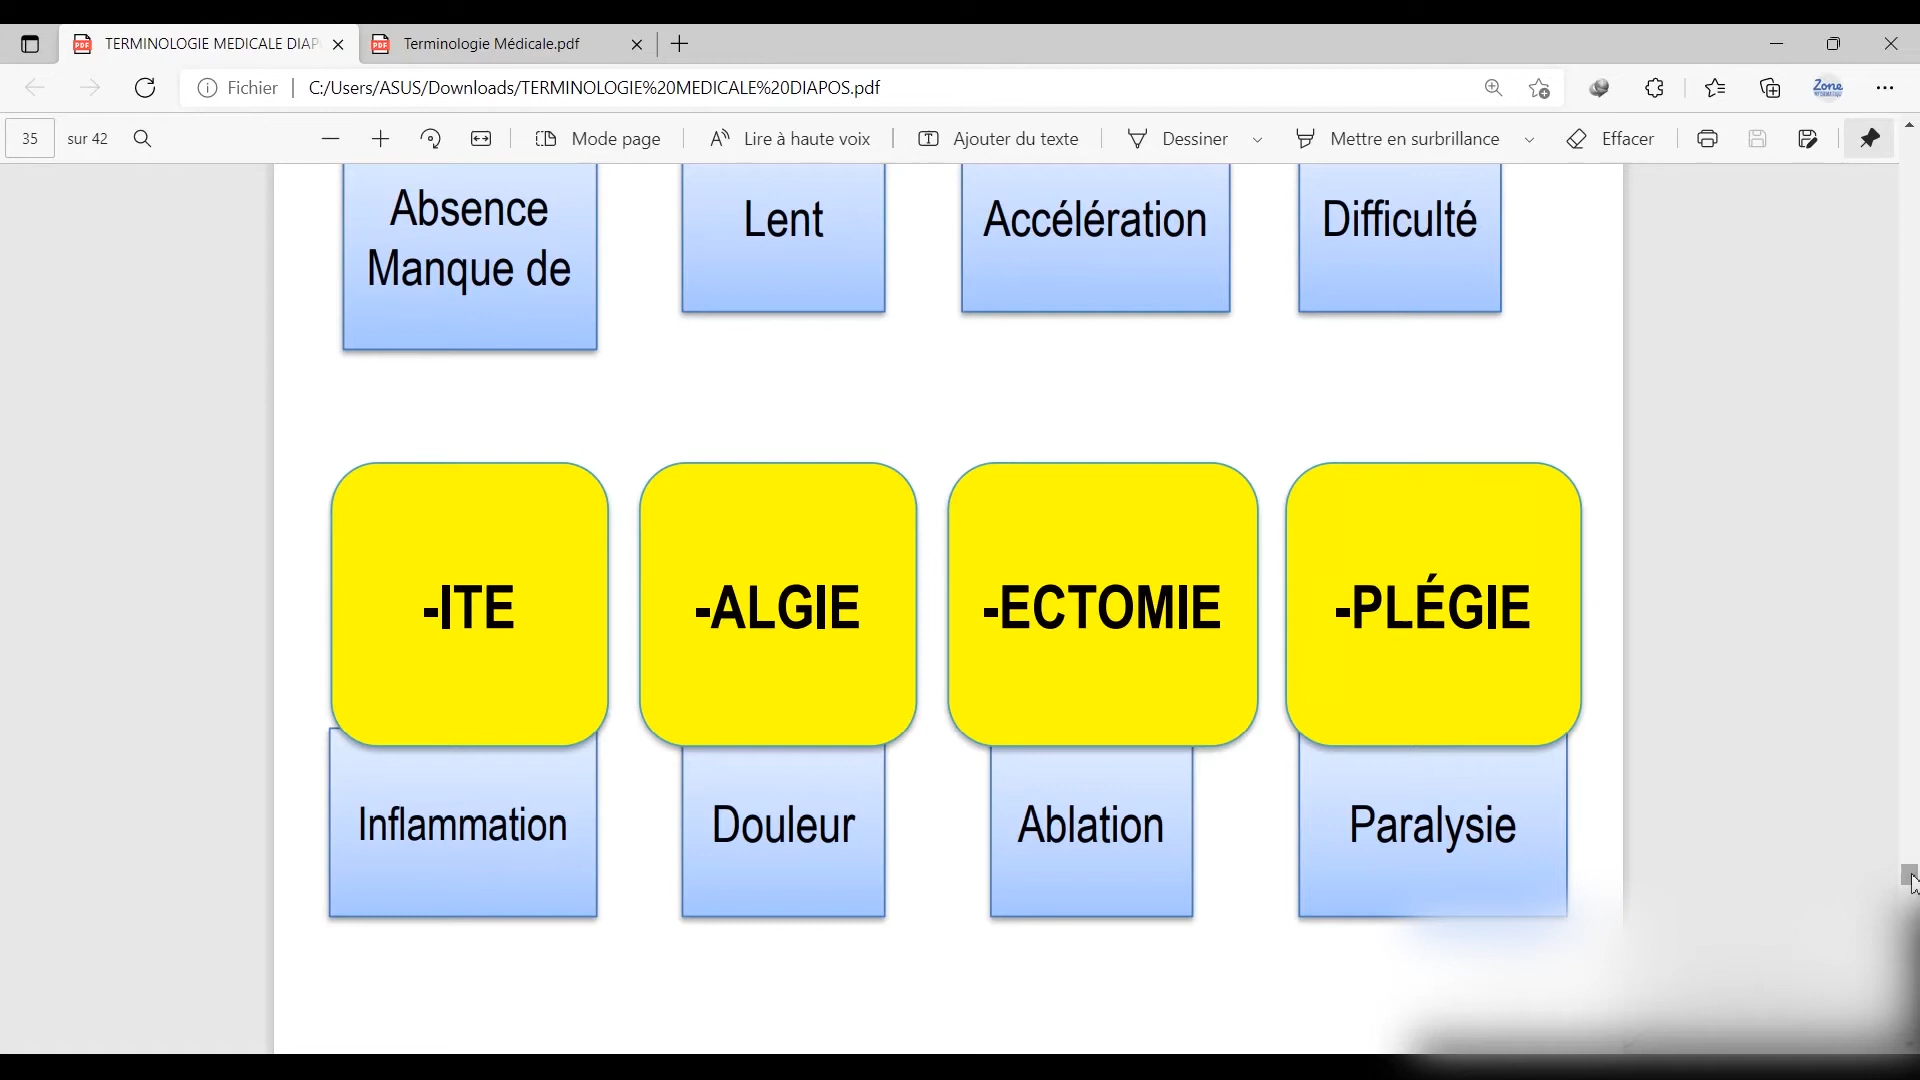 TERMINOLOGIE MEDICALE DIAP
Terminologie Médicale.pdf
Fichier
C:/Users/ASUS/Downloads/TERMINOLOGIE%20MEDICALE%20DIAPOS.pdf
Zone
35 sur 42
Mode page
Lire à haute voix
Ajouter du texte
Dessiner
Mettre en surbrillance
Effacer
Absence
Manque de
Lent
Accélération
Difficulté
-ITE
-ALGIE
-ECTOMIE
-PLÉGIE
Inflammation
Douleur
Ablation
Paralysie